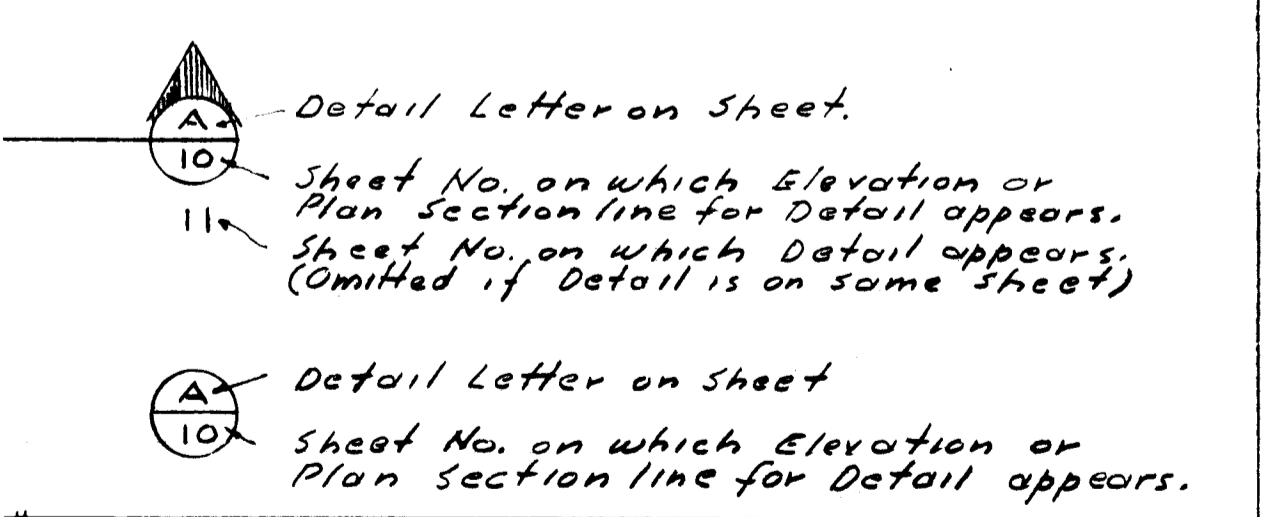 A
Detail Letter on Sheet.
10
Sheet No. on which Elevation or
Plan Section line for Detail appears.
11
Sheet No. on which Detail appears.
(Omitted if Detail is on same sheet)
A
Detail Letter on Sheet
10
Sheet No. on which Elevation or
Plan Section line for Detail appears.